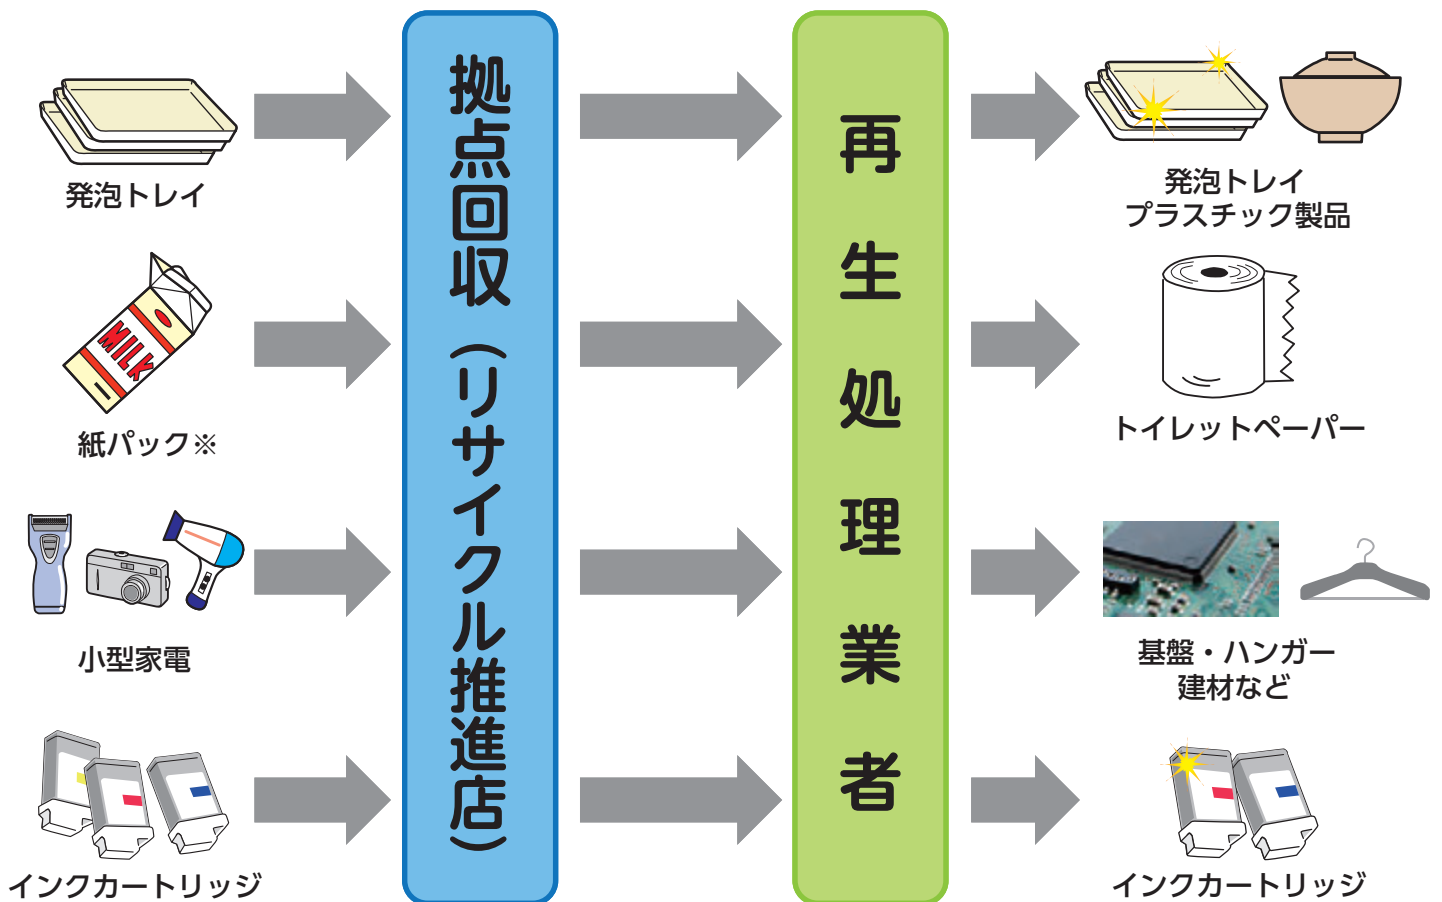 発泡トレイ
紙パック※
MILK
小型家電
インクカートリッジ
拠点回収（リサイクル推進店）
再生処理業者
発泡トレイ
プラスチック製品
トイレットペーパー
基盤・ハンガー
建材など
インクカートリッジ